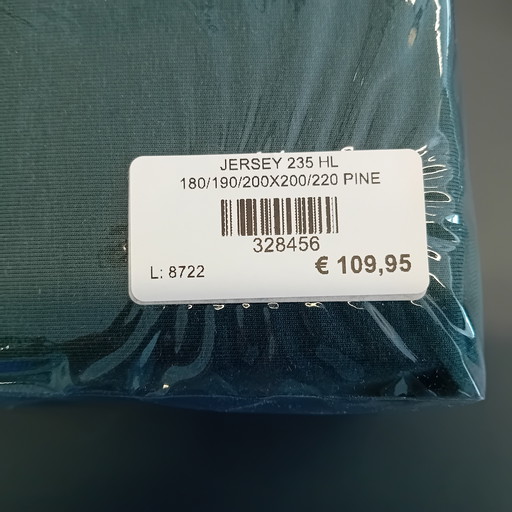 JERSEY 235 HL
180/190/200X200/220 PINE
328456
L: 8722
€ 109,95